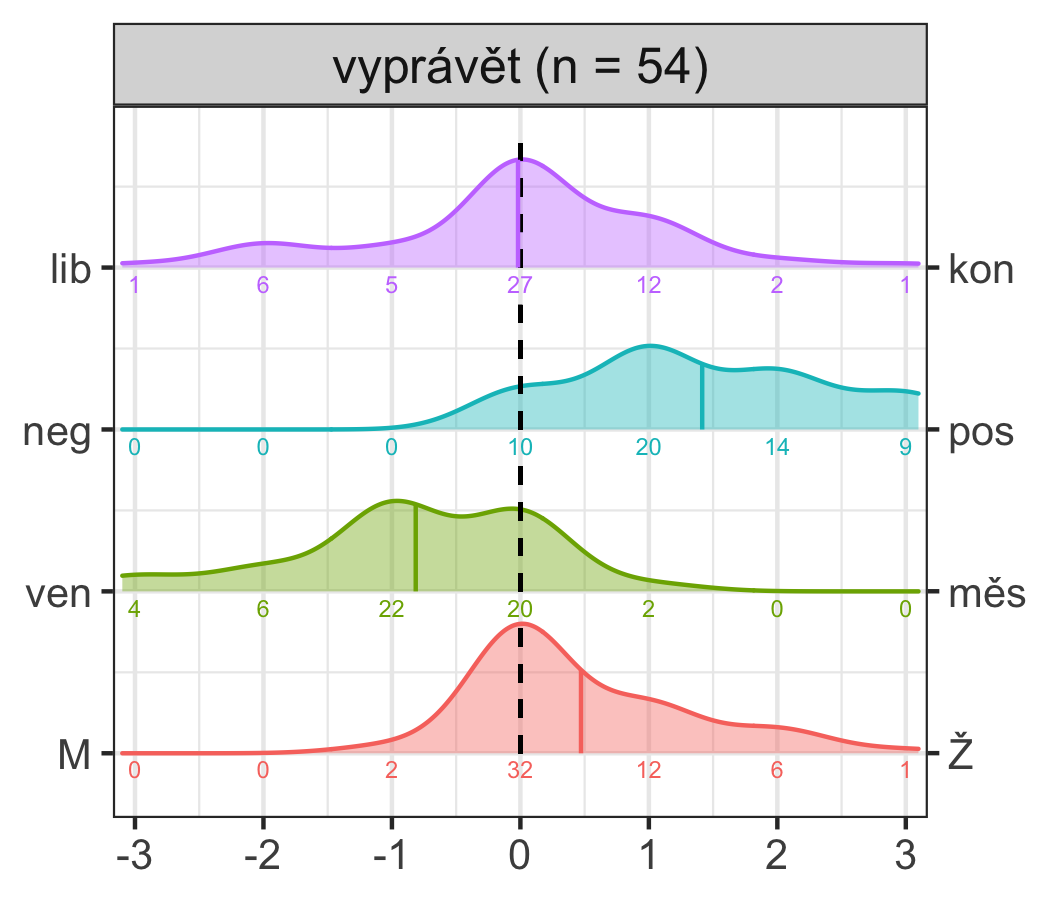 vyprávět (n = 54)
lib kon
1 6 5 27 12 2 1
neg pos
0 0 0 10 20 14 9
ven měs
4 6 22 20 2 0 0
M Ž
0 0 2 32 12 6 1
-3 -2 -1 0 1 2 3